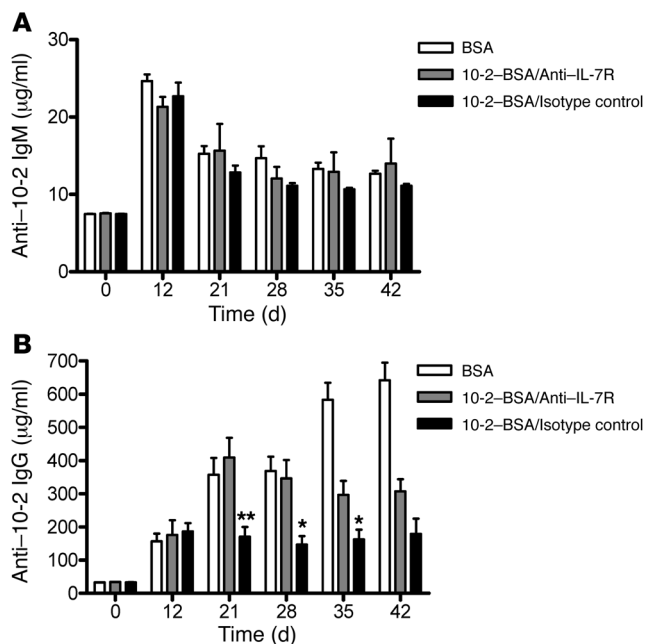 A
Anti–10-2 IgM (μg/ml)
30
20
10
0
0 12 21 28 35 42
Time (d)
BSA
10-2–BSA/Anti–IL-7R
10-2–BSA/Isotype control
B
Anti–10-2 IgG (μg/ml)
700
600
500
400
300
200
100
0
** * *
0 12 21 28 35 42
Time (d)
BSA
10-2–BSA/Anti–IL-7R
10-2–BSA/Isotype control